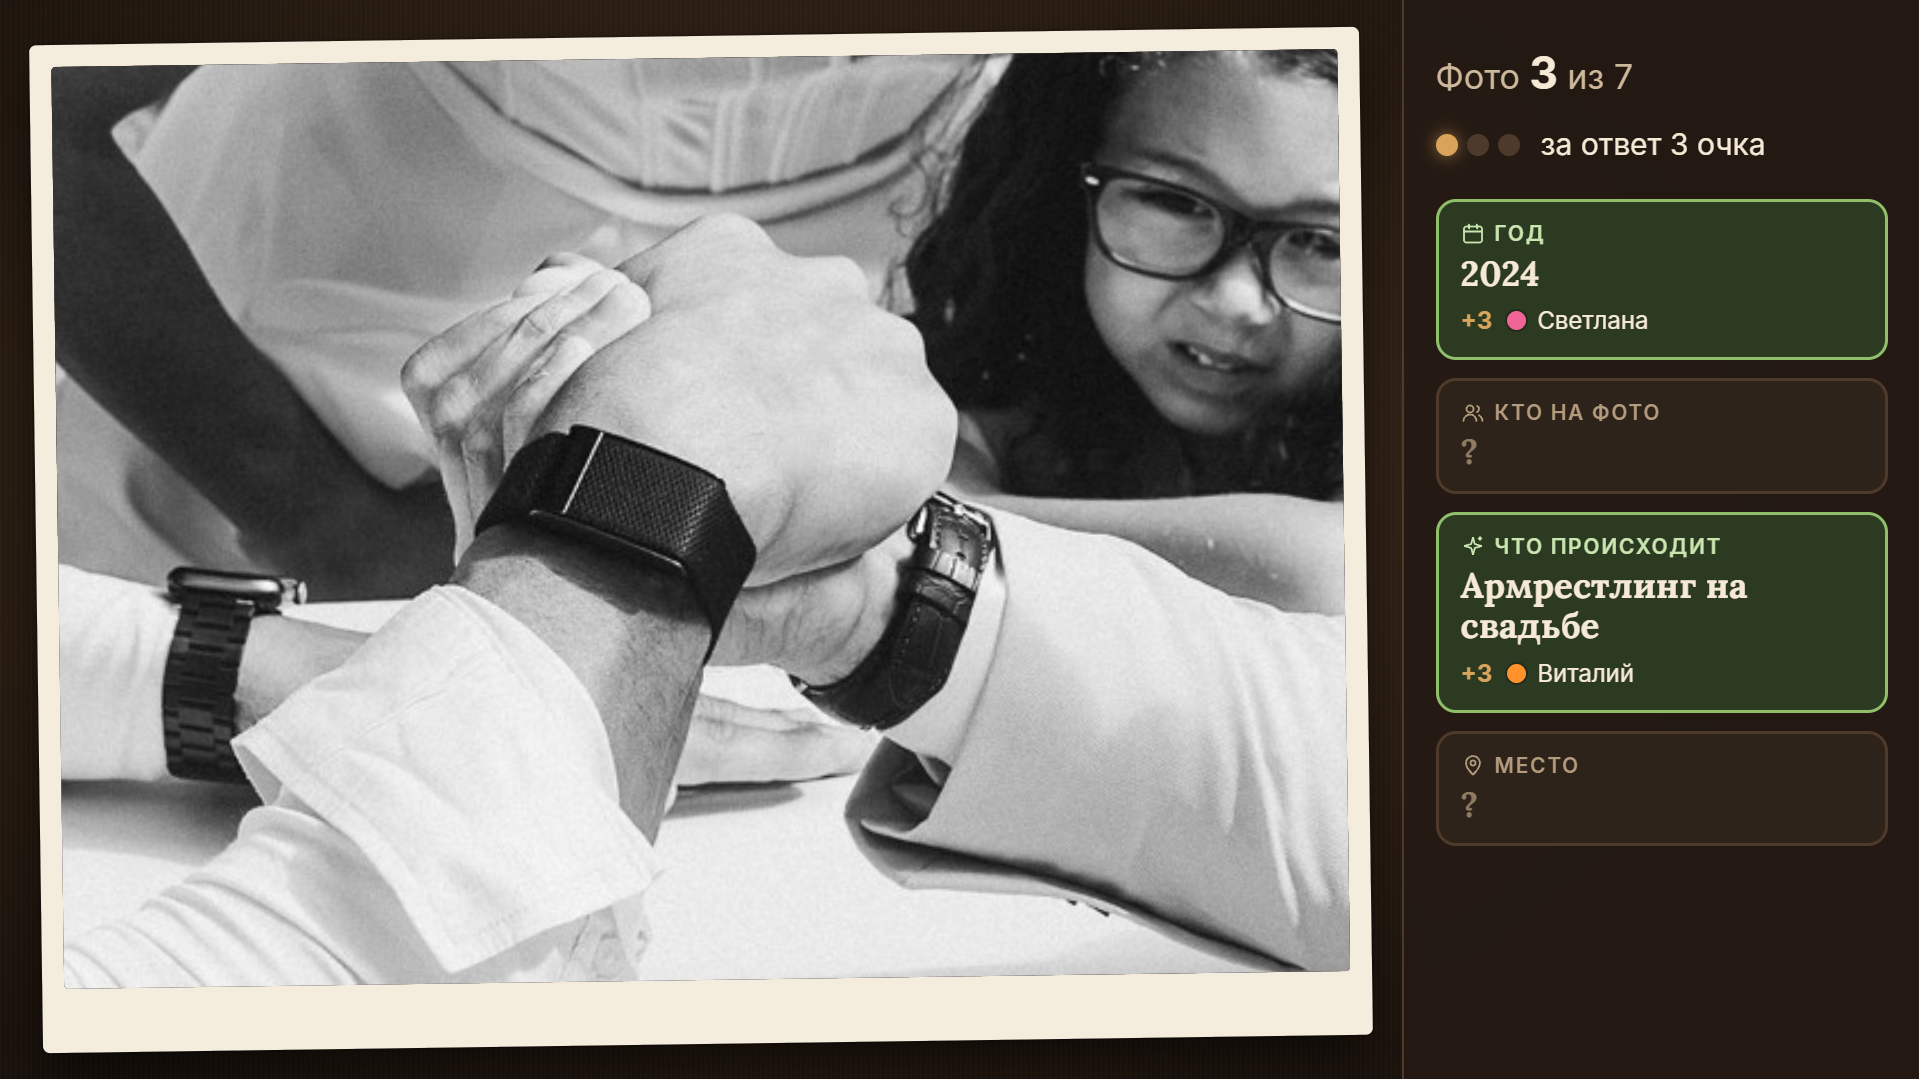 Фото 3 из 7
за ответ 3 очка
ГОД
2024
+3 Светлана
КТО НА ФОТО
?
ЧТО ПРОИСХОДИТ
Армрестлинг на
свадьбе
+3 Виталий
МЕСТО
?